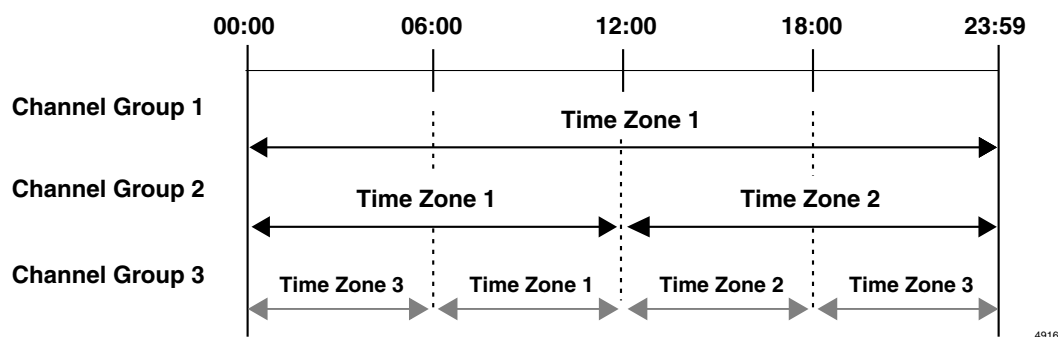 00:00 06:00 12:00 18:00 23:59
Channel Group 1
Time Zone 1
Channel Group 2
Time Zone 1 Time Zone 2
Channel Group 3
Time Zone 3 Time Zone 1 Time Zone 2 Time Zone 3
4916